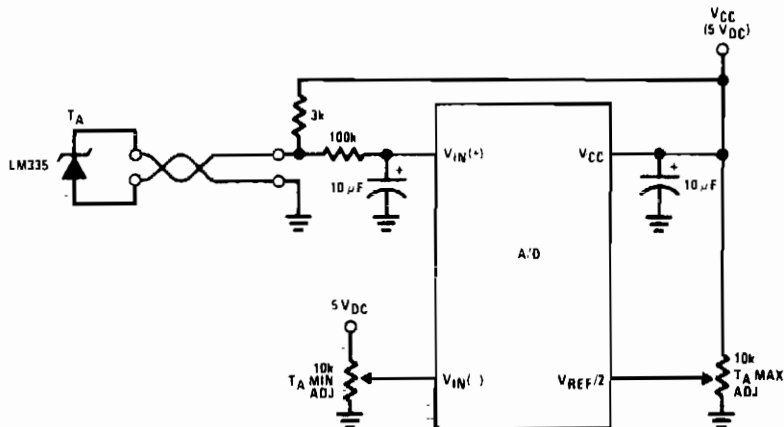 VCC
(5 VDC)
TA
LM335
3k
100k
VIN(+)
VCC
+
10 µF
+
10 µF
A/D
5 VDC
10k
TA MIN
ADJ
VIN(-)
VREF/2
10k
TA MAX
ADJ